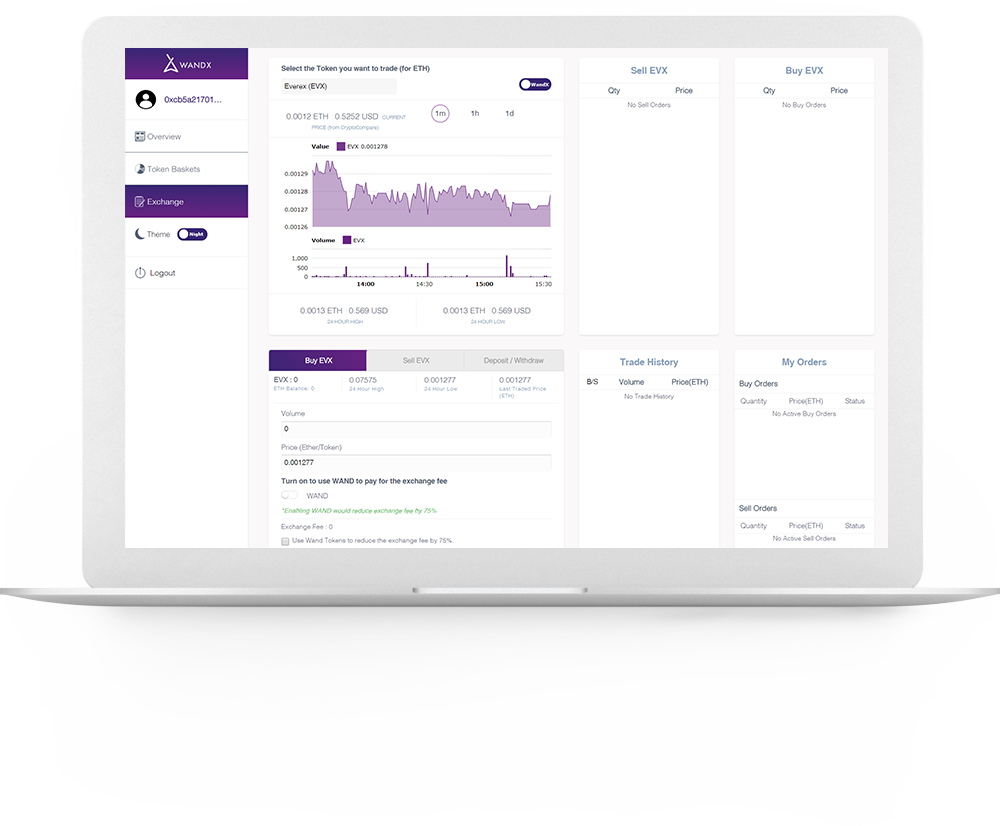 WANDX
0xcb5a21701...
Overview
Token Baskets
Exchange
Theme Night
Logout
Select the Token you want to trade (for ETH)
Everex (EVX)
WandX
0.0012 ETH 0.5252 USD CURRENT
PRICE (from CryptoCompare)
1m 1h 1d
Value EVX 0.001278
0.00129
0.00128
0.00127
0.00126
Volume EVX
1,000
500
0
14:00 14:30 15:00 15:30
0.0013 ETH 0.569 USD
24 HOUR HIGH
0.0013 ETH 0.569 USD
24 HOUR LOW
Sell EVX
Qty Price
No Sell Orders
Buy EVX
Qty Price
No Buy Orders
Buy EVX Sell EVX Deposit / Withdraw
EVX : 0
ETH Balance: 0
0.07575
24 Hour High
0.001277
24 Hour Low
0.001277
Last Traded Price
(ETH)
Volume
0
Price (Ether/Token)
0.001277
Turn on to use WAND to pay for the exchange fee
WAND
*Enabling WAND would reduce exchange fee by 75%
Exchange Fee : 0
Use Wand Tokens to reduce the exchange fee by 75%.
Trade History
B/S Volume Price(ETH)
No Trade History
My Orders
Buy Orders
Quantity Price(ETH) Status
No Active Buy Orders
Sell Orders
Quantity Price(ETH) Status
No Active Sell Orders